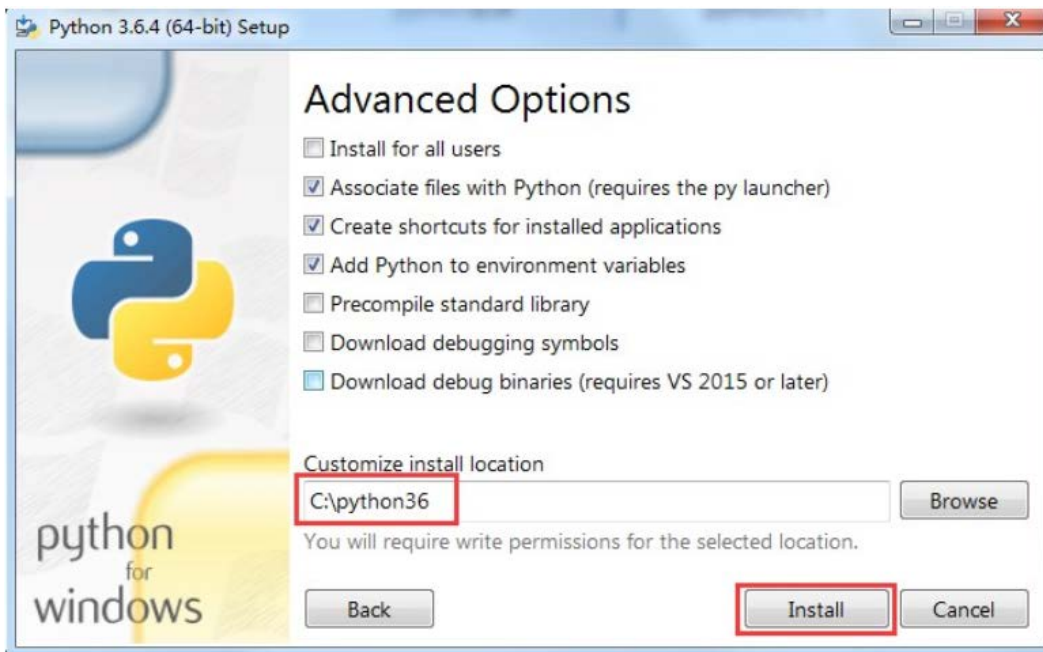 Python 3.6.4 (64-bit) Setup
Advanced Options
Install for all users
Associate files with Python (requires the py launcher)
Create shortcuts for installed applications
Add Python to environment variables
Precompile standard library
Download debugging symbols
Download debug binaries (requires VS 2015 or later)
Customize install location
C:\python36
Browse
You will require write permissions for the selected location.
python
for
windows
Back
Install
Cancel